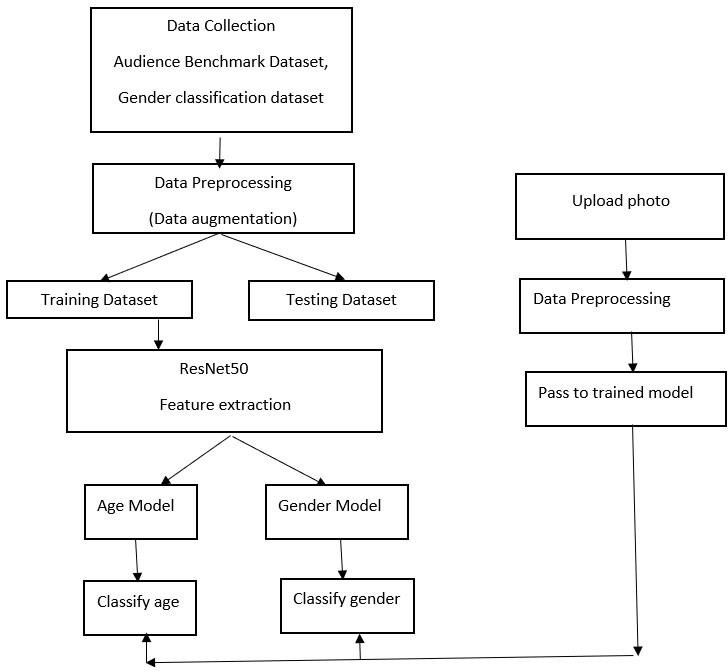 Data Collection
Audience Benchmark Dataset,
Gender classification dataset
Data Preprocessing
(Data augmentation)
Upload photo
Training Dataset
Testing Dataset
Data Preprocessing
ResNet50
Feature extraction
Pass to trained model
Age Model
Gender Model
Classify age
Classify gender